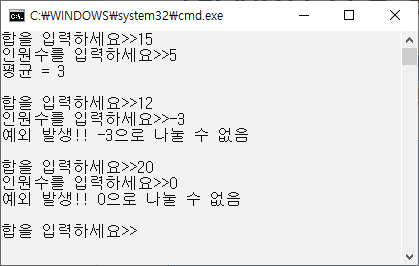 C:₩WINDOWS₩system32₩cmd.exe
합을 입력하세요>>15
인원수를 입력하세요>>5
평균 = 3
합을 입력하세요>>12
인원수를 입력하세요>>-3
예외 발생!! -3으로 나눌 수 없음
합을 입력하세요>>20
인원수를 입력하세요>>0
예외 발생!! 0으로 나눌 수 없음
합을 입력하세요>>